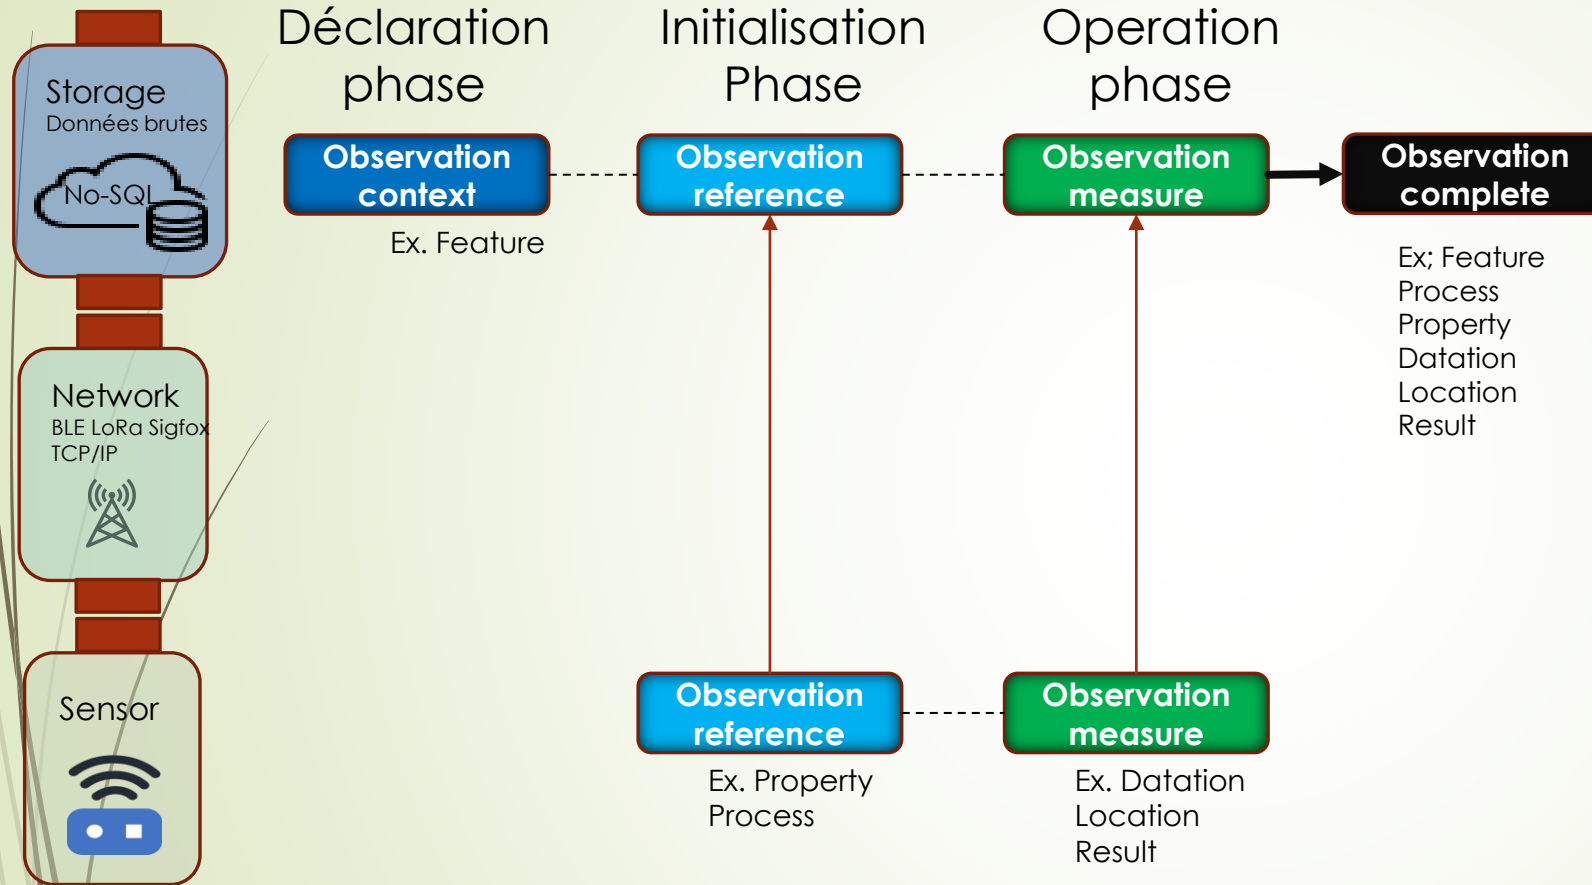 Déclaration
phase
Initialisation
Phase
Operation
phase
Storage
Données brutes
No-SQL
Observation
context
Ex. Feature
Observation
reference
Observation
measure
Observation
complete
Ex; Feature
Process
Property
Datation
Location
Result
Network
BLE LoRa Sigfox
TCP/IP
Sensor
Observation
reference
Ex. Property
Process
Observation
measure
Ex. Datation
Location
Result